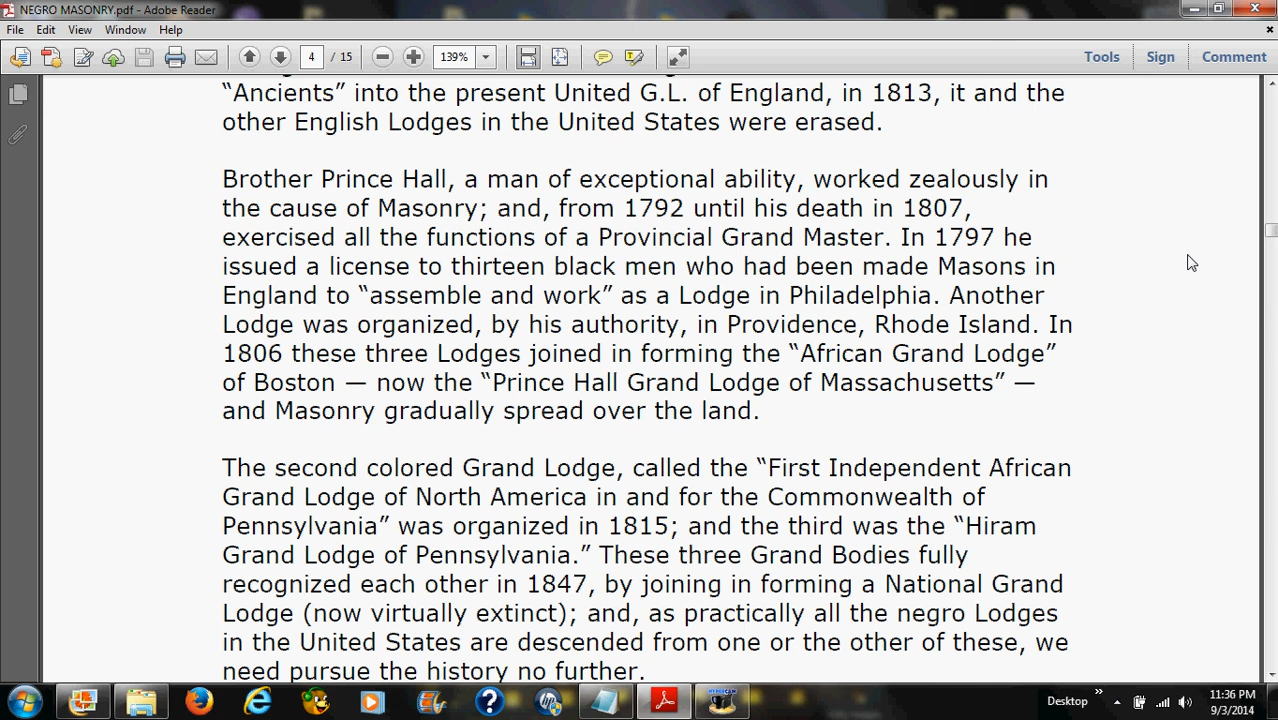 NEGRO MASONRY.pdf - Adobe Reader
File Edit View Window Help
4 / 15 139% Tools Sign Comment
“Ancients” into the present United G.L. of England, in 1813, it and the
other English Lodges in the United States were erased.
Brother Prince Hall, a man of exceptional ability, worked zealously in
the cause of Masonry; and, from 1792 until his death in 1807,
exercised all the functions of a Provincial Grand Master. In 1797 he
issued a license to thirteen black men who had been made Masons in
England to “assemble and work” as a Lodge in Philadelphia. Another
Lodge was organized, by his authority, in Providence, Rhode Island. In
1806 these three Lodges joined in forming the “African Grand Lodge”
of Boston — now the “Prince Hall Grand Lodge of Massachusetts” —
and Masonry gradually spread over the land.
The second colored Grand Lodge, called the “First Independent African
Grand Lodge of North America in and for the Commonwealth of
Pennsylvania” was organized in 1815; and the third was the “Hiram
Grand Lodge of Pennsylvania.” These three Grand Bodies fully
recognized each other in 1847, by joining in forming a National Grand
Lodge (now virtually extinct); and, as practically all the negro Lodges
in the United States are descended from one or the other of these, we
need pursue the history no further.
Desktop 11:36 PM
9/3/2014